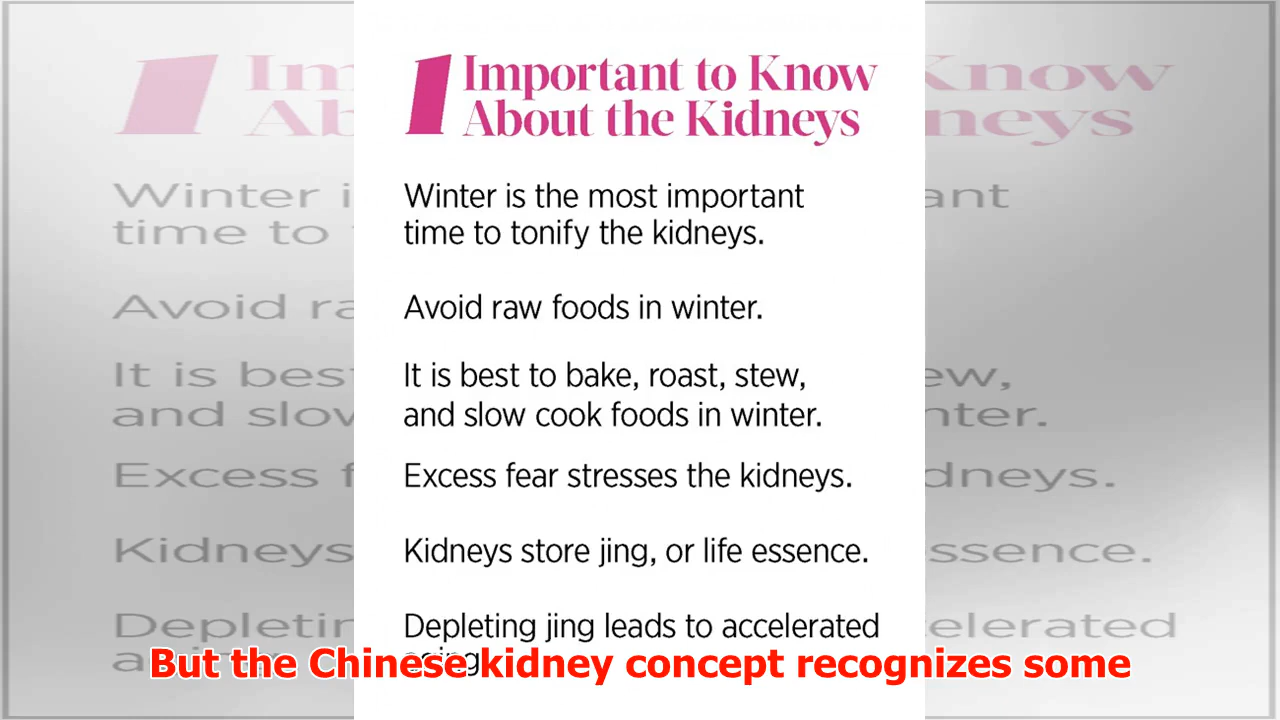 1 Important to Know
About the Kidneys
Winter is the most important
time to tonify the kidneys.
Avoid raw foods in winter.
It is best to bake, roast, stew,
and slow cook foods in winter.
Excess fear stresses the kidneys.
Kidneys store jing, or life essence.
Depleting jing leads to accelerated
But the Chinese kidney concept recognizes some